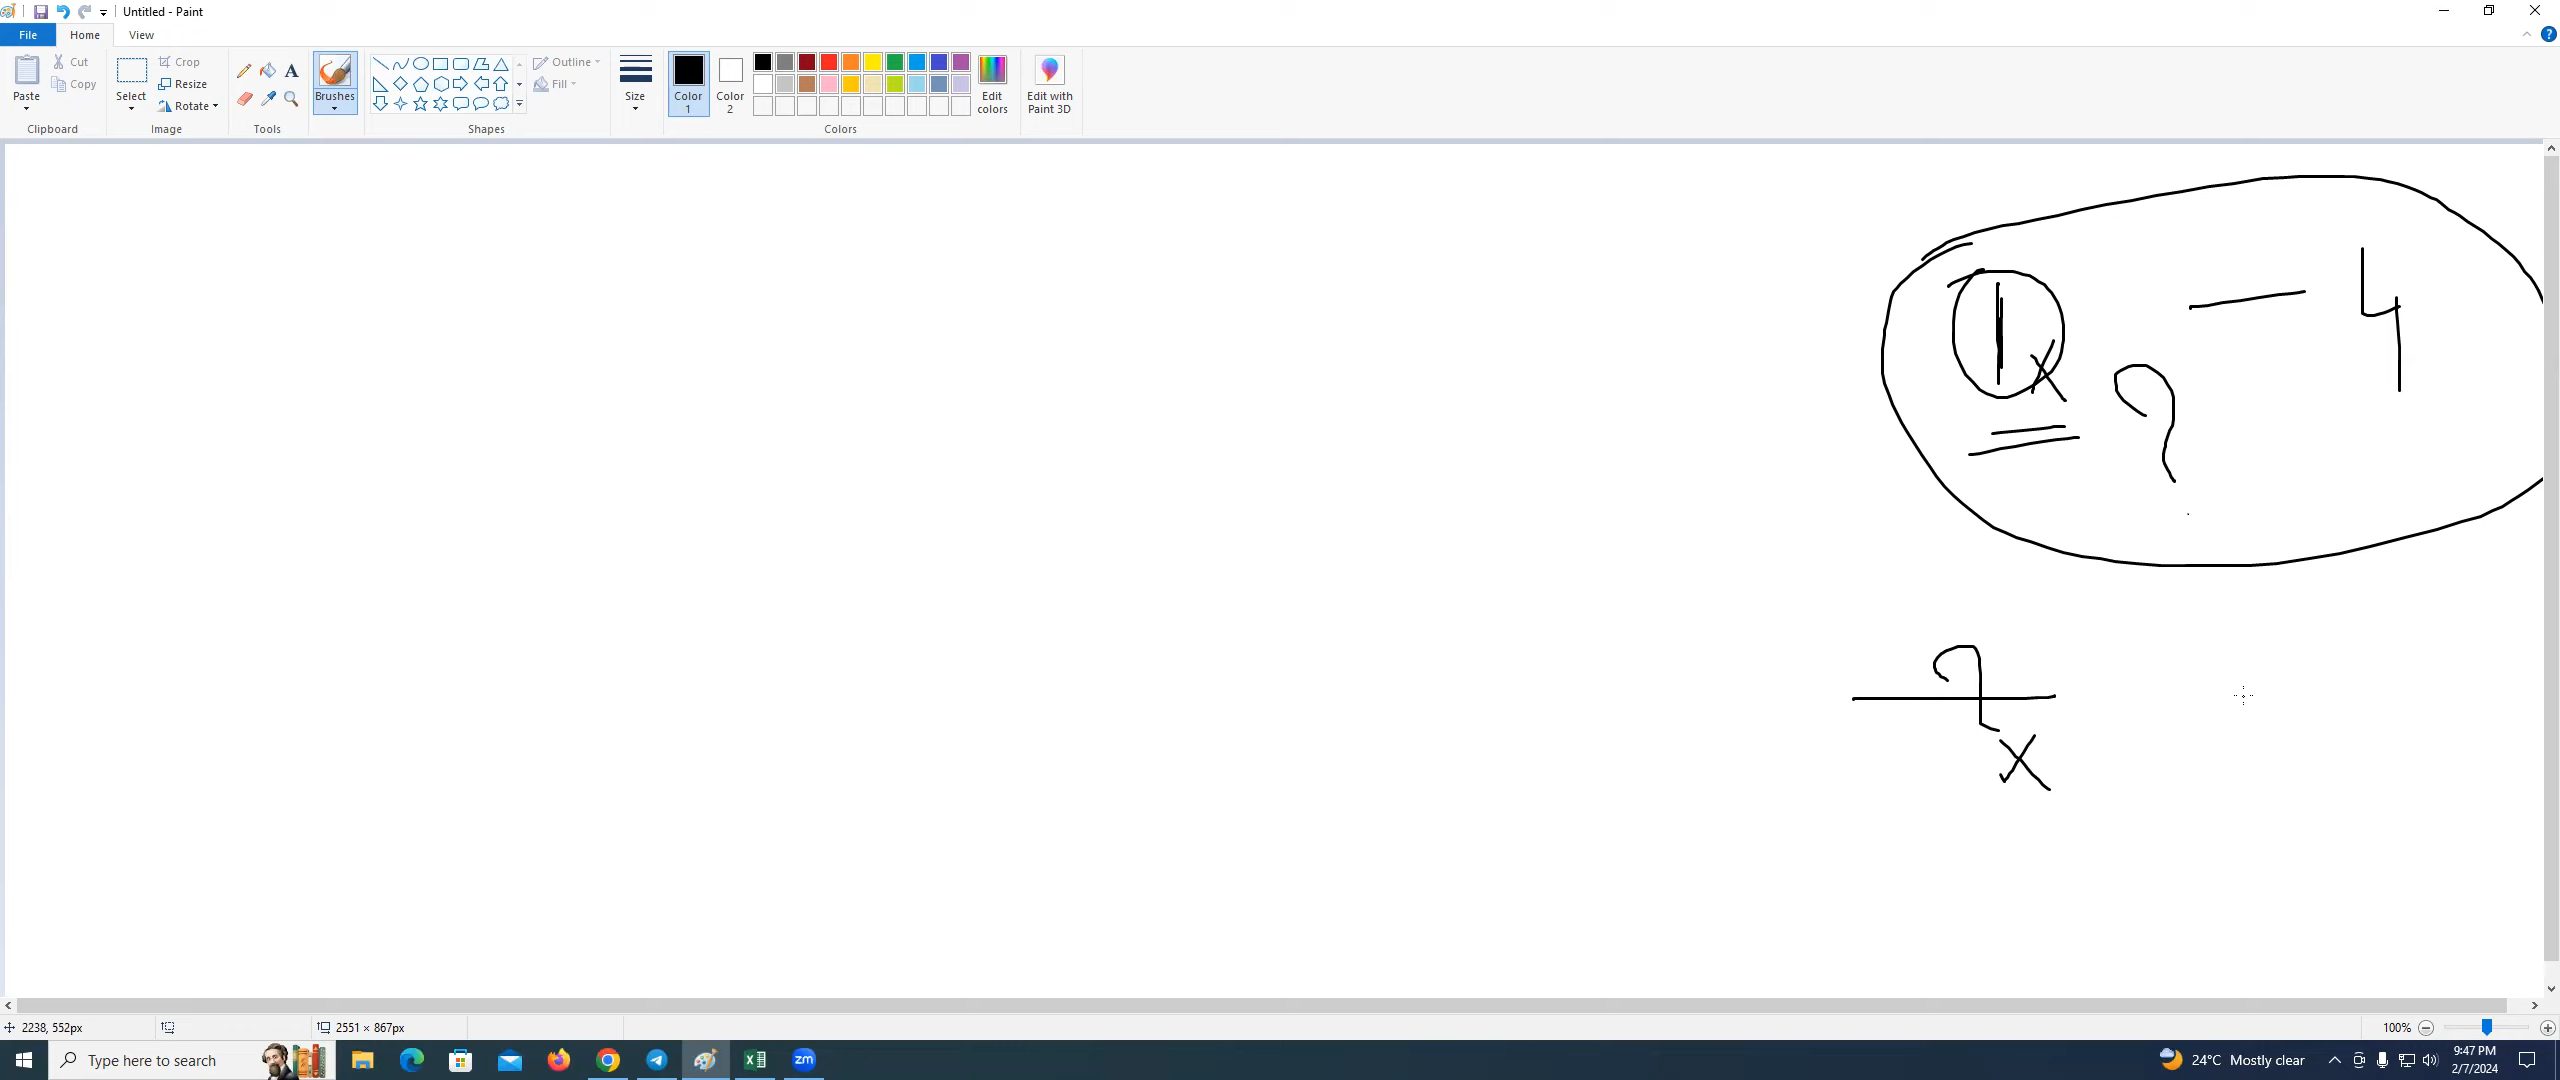 Untitled - Paint
File Home View
Paste
Cut
Copy
Clipboard
Select
Crop
Resize
Rotate
Image
Tools
Brushes
Shapes
Outline
Fill
Size
Color 1
Color 2
Edit colors
Colors
Edit with Paint 3D
1 — 4
x ?
x
2238, 552px
2551 × 867px
100%
Type here to search
24°C Mostly clear
9:47 PM
2/7/2024